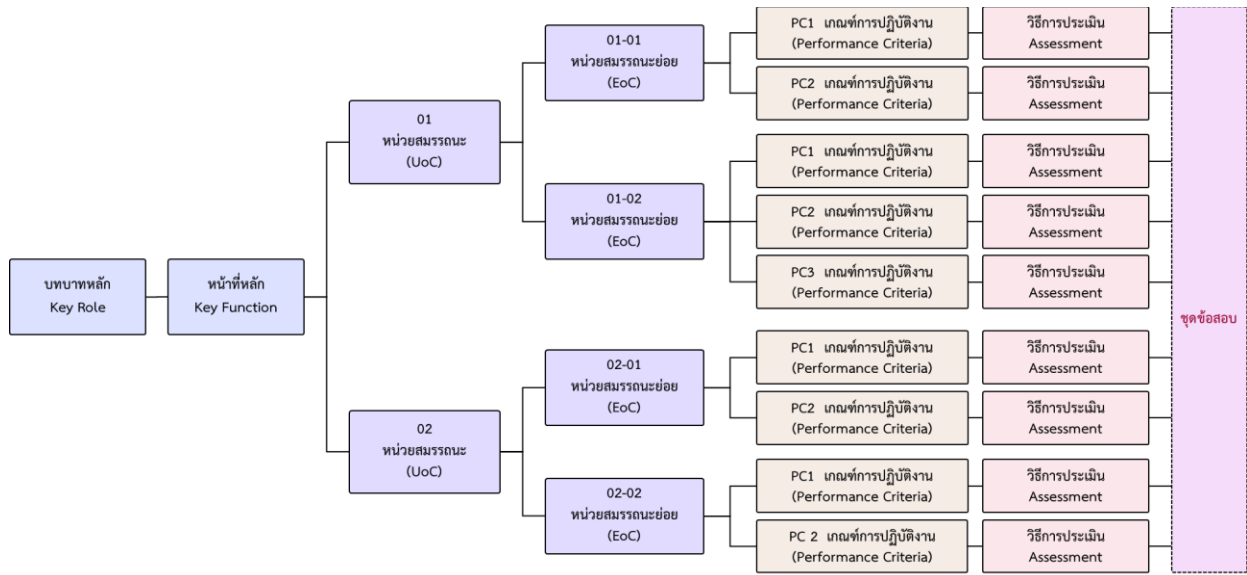 บทบาทหลัก
Key Role
หน้าที่หลัก
Key Function
01
หน่วยสมรรถนะ
(UoC)
02
หน่วยสมรรถนะ
(UoC)
01-01
หน่วยสมรรถนะย่อย
(EoC)
01-02
หน่วยสมรรถนะย่อย
(EoC)
02-01
หน่วยสมรรถนะย่อย
(EoC)
02-02
หน่วยสมรรถนะย่อย
(EoC)
PC1 เกณฑ์การปฏิบัติงาน
(Performance Criteria)
วิธีการประเมิน
Assessment
PC2 เกณฑ์การปฏิบัติงาน
(Performance Criteria)
วิธีการประเมิน
Assessment
PC1 เกณฑ์การปฏิบัติงาน
(Performance Criteria)
วิธีการประเมิน
Assessment
PC2 เกณฑ์การปฏิบัติงาน
(Performance Criteria)
วิธีการประเมิน
Assessment
PC3 เกณฑ์การปฏิบัติงาน
(Performance Criteria)
วิธีการประเมิน
Assessment
PC1 เกณฑ์การปฏิบัติงาน
(Performance Criteria)
วิธีการประเมิน
Assessment
PC2 เกณฑ์การปฏิบัติงาน
(Performance Criteria)
วิธีการประเมิน
Assessment
PC1 เกณฑ์การปฏิบัติงาน
(Performance Criteria)
วิธีการประเมิน
Assessment
PC 2 เกณฑ์การปฏิบัติงาน
(Performance Criteria)
วิธีการประเมิน
Assessment
ชุดข้อสอบ